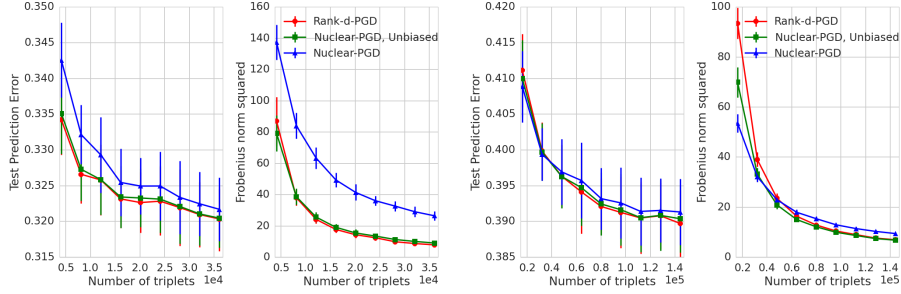 0.350
0.345
0.340
0.335
0.330
0.325
0.320
0.315
Test Prediction Error
0.5 1.0 1.5 2.0 2.5 3.0 3.5
1e4
Number of triplets
160
140
120
100
80
60
40
20
0
Frobenius norm squared
Rank-d-PGD
Nuclear-PGD, Unbiased
Nuclear-PGD
0.5 1.0 1.5 2.0 2.5 3.0 3.5
1e4
Number of triplets
0.420
0.415
0.410
0.405
0.400
0.395
0.390
0.385
Test Prediction Error
0.2 0.4 0.6 0.8 1.0 1.2 1.4
1e5
Number of triplets
100
80
60
40
20
0
Frobenius norm squared
Rank-d-PGD
Nuclear-PGD, Unbiased
Nuclear-PGD
0.2 0.4 0.6 0.8 1.0 1.2 1.4
1e5
Number of triplets